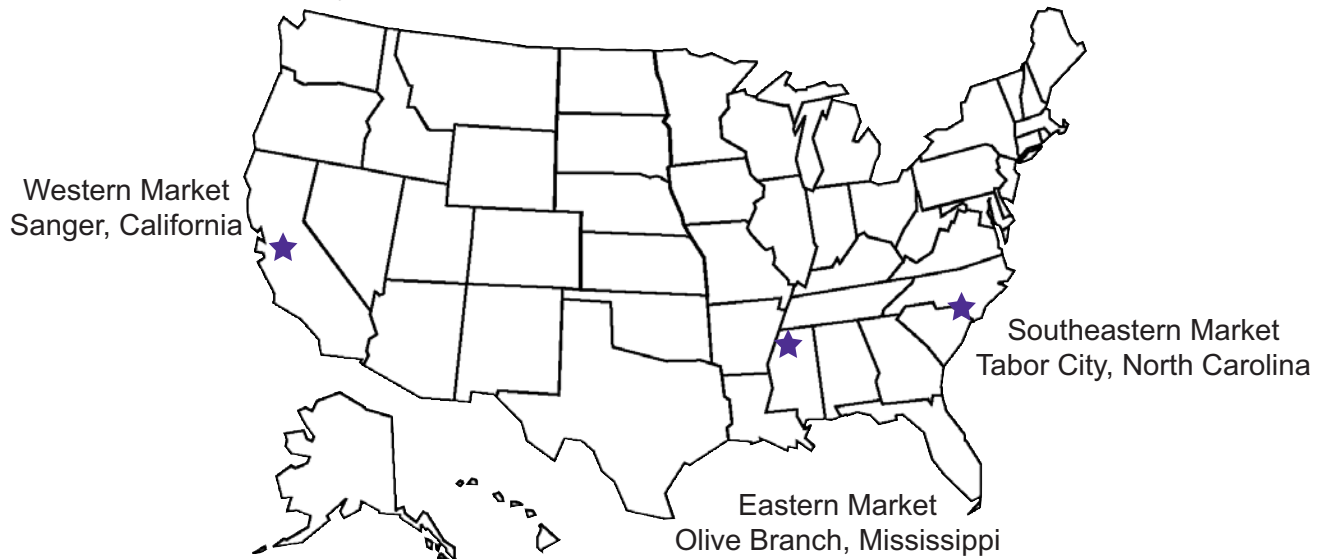 Western Market
Sanger, California
Southeastern Market
Tabor City, North Carolina
Eastern Market
Olive Branch, Mississippi